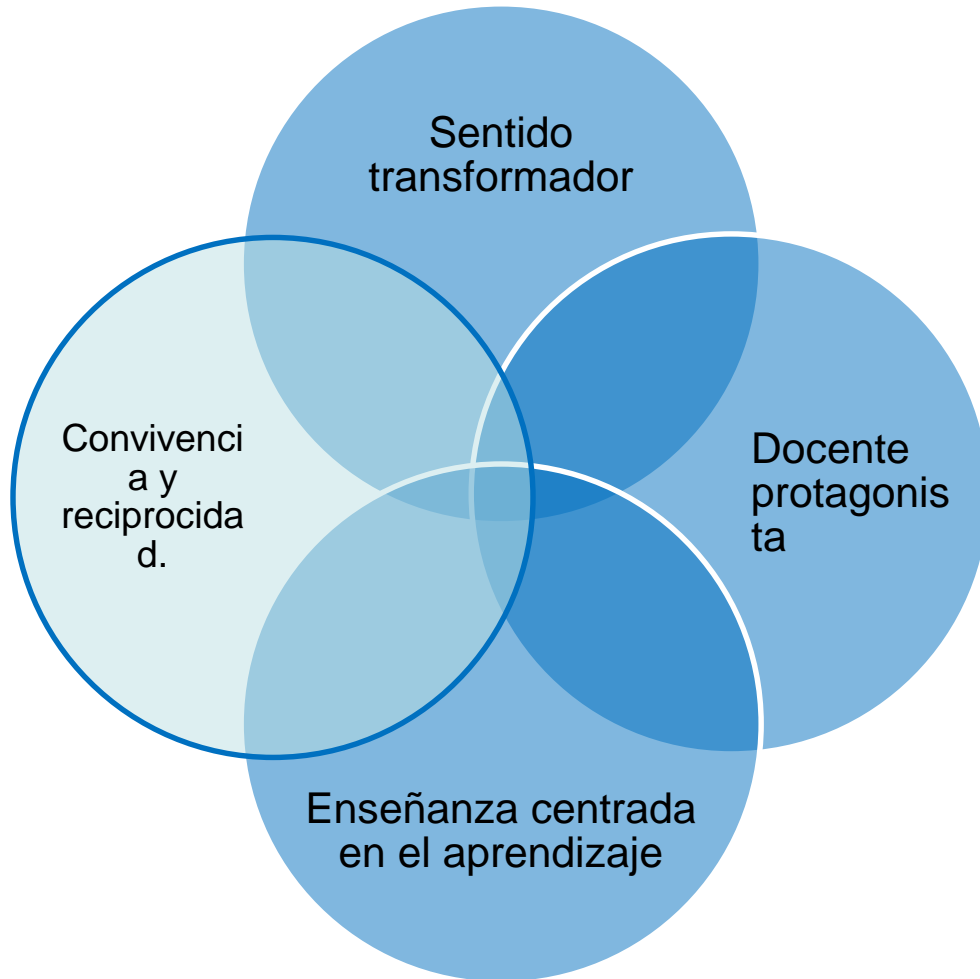 Sentido
transformador
Convivenci
a y
reciprocida
d.
Docente
protagonis
ta
Enseñanza centrada
en el aprendizaje